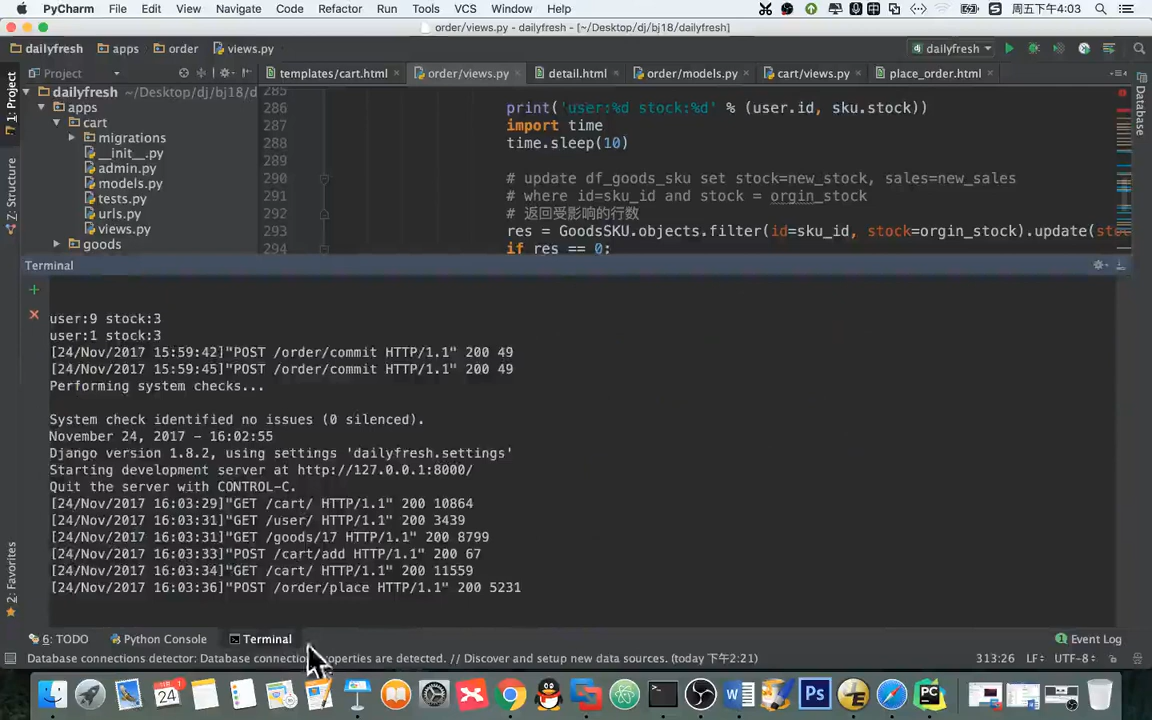 PyCharm File Edit View Navigate Code Refactor Run Tools VCS Window Help 周五下午4:03
order/views.py - dailyfresh - [~/Desktop/dj/bj18/dailyfresh]
dailyfresh apps order views.py dailyfresh
Project templates/cart.html order/views.py detail.html order/models.py cart/views.py place_order.html
1: Project
Z: Structure
2: Favorites
Database
dailyfresh ~/Desktop/dj/bj18/d
apps
cart
migrations
__init__.py
admin.py
models.py
tests.py
urls.py
views.py
goods
285
286 print('user:%d stock:%d' % (user.id, sku.stock))
287 import time
288 time.sleep(10)
289
290 # update df_goods_sku set stock=new_stock, sales=new_sales
291 # where id=sku_id and stock = orgin_stock
292 # 返回受影响的行数
293 res = GoodsSKU.objects.filter(id=sku_id, stock=orgin_stock).update(sto
294 if res == 0:
Terminal
user:9 stock:3
user:1 stock:3
[24/Nov/2017 15:59:42]"POST /order/commit HTTP/1.1" 200 49
[24/Nov/2017 15:59:45]"POST /order/commit HTTP/1.1" 200 49
Performing system checks...
System check identified no issues (0 silenced).
November 24, 2017 - 16:02:55
Django version 1.8.2, using settings 'dailyfresh.settings'
Starting development server at http://127.0.0.1:8000/
Quit the server with CONTROL-C.
[24/Nov/2017 16:03:29]"GET /cart/ HTTP/1.1" 200 10864
[24/Nov/2017 16:03:31]"GET /user/ HTTP/1.1" 200 3439
[24/Nov/2017 16:03:31]"GET /goods/17 HTTP/1.1" 200 8799
[24/Nov/2017 16:03:33]"POST /cart/add HTTP/1.1" 200 67
[24/Nov/2017 16:03:34]"GET /cart/ HTTP/1.1" 200 11559
[24/Nov/2017 16:03:36]"POST /order/place HTTP/1.1" 200 5231
6: TODO Python Console Terminal 1 Event Log
Database connections detector: Database connection properties are detected. // Discover and setup new data sources. (today 下午2:21) 313:26 LF÷ UTF-8÷
24
Ps
PC